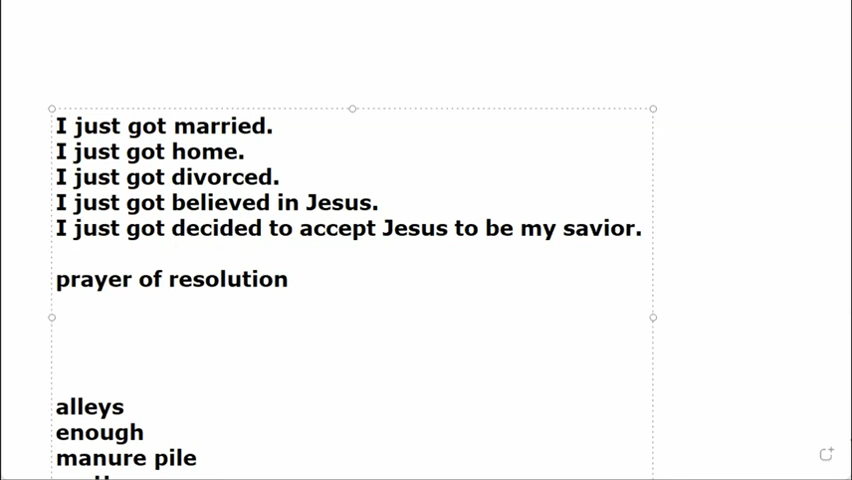 I just got married.
I just got home.
I just got divorced.
I just got believed in Jesus.
I just got decided to accept Jesus to be my savior.
prayer of resolution
alleys
enough
manure pile